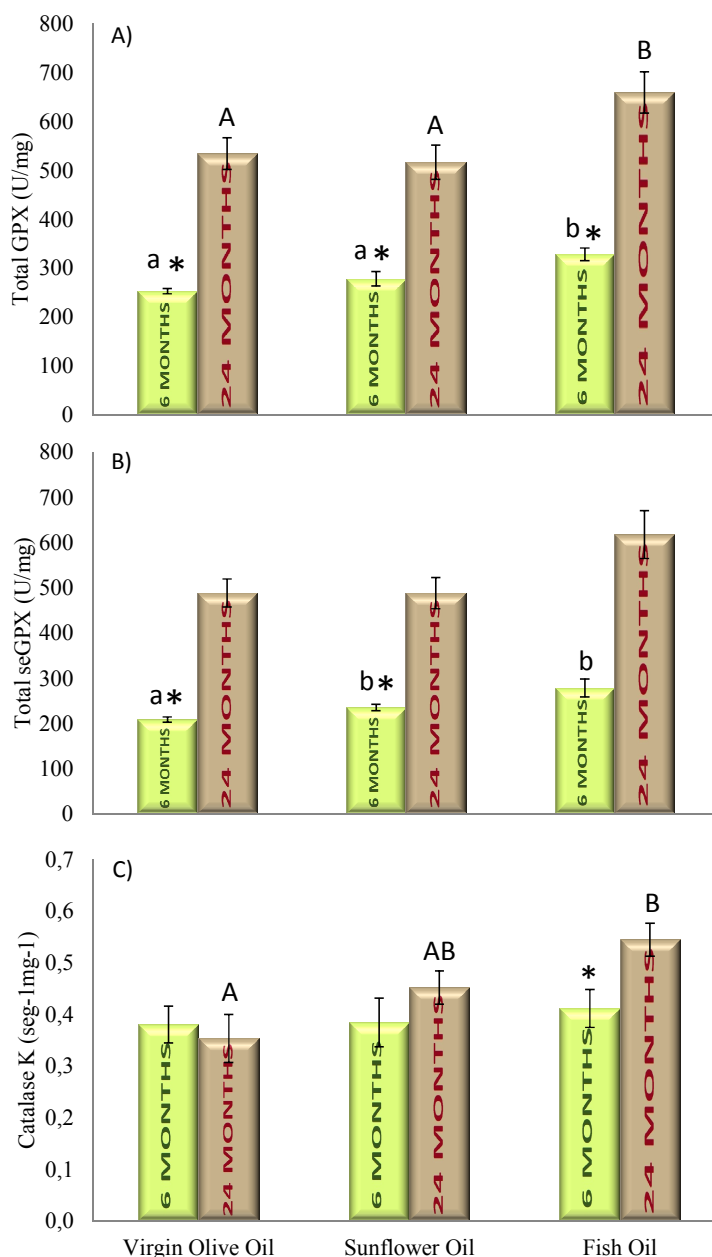 A)
Total GPX (U/mg)
800
700
600
500
400
300
200
100
0
a * A
a * A
b * B
6 MONTHS 24 MONTHS
6 MONTHS 24 MONTHS
6 MONTHS 24 MONTHS
B)
Total seGPX (U/mg)
800
700
600
500
400
300
200
100
0
a *
b *
b
6 MONTHS 24 MONTHS
6 MONTHS 24 MONTHS
6 MONTHS 24 MONTHS
C)
Catalase K (seg-1mg-1)
0,7
0,6
0,5
0,4
0,3
0,2
0,1
0,0
A
AB
* B
6 MONTHS 24 MONTHS
6 MONTHS 24 MONTHS
6 MONTHS 24 MONTHS
Virgin Olive Oil Sunflower Oil Fish Oil